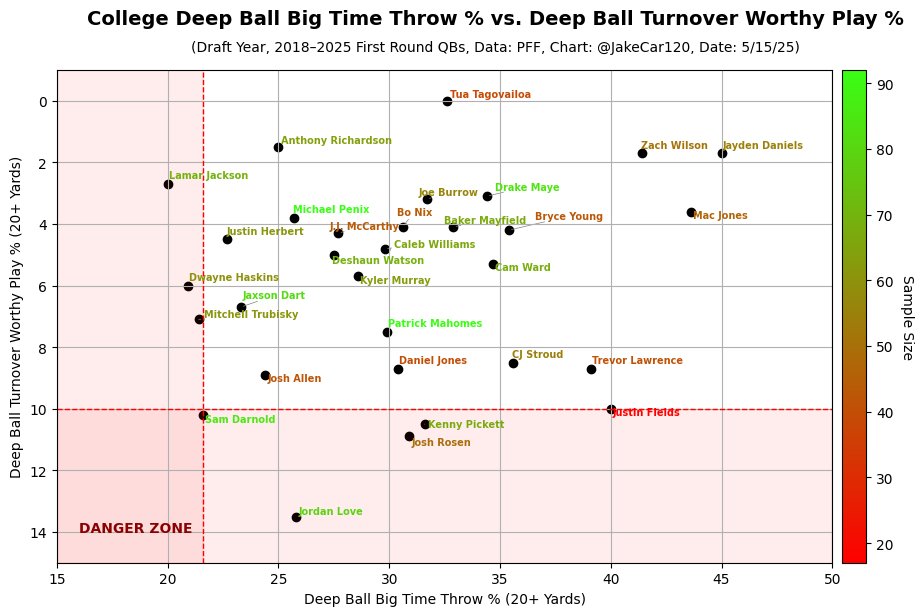 College Deep Ball Big Time Throw % vs. Deep Ball Turnover Worthy Play %
(Draft Year, 2018–2025 First Round QBs, Data: PFF, Chart: @JakeCar120, Date: 5/15/25)
Deep Ball Turnover Worthy Play % (20+ Yards)
0
2
4
6
8
10
12
14
Tua Tagovailoa
Anthony Richardson
Zach Wilson
Jayden Daniels
Lamar Jackson
Joe Burrow
Drake Maye
Michael Penix
Bo Nix
Bryce Young
Mac Jones
Justin Herbert
J.J. McCarthy
Baker Mayfield
Caleb Williams
Deshaun Watson
Cam Ward
Dwayne Haskins
Kyler Murray
Jaxson Dart
Mitchell Trubisky
Patrick Mahomes
Daniel Jones
CJ Stroud
Trevor Lawrence
Josh Allen
Sam Darnold
Justin Fields
Kenny Pickett
Josh Rosen
Jordan Love
DANGER ZONE
15
20
25
30
35
40
45
50
Deep Ball Big Time Throw % (20+ Yards)
90
80
70
60
50
40
30
20
Sample Size